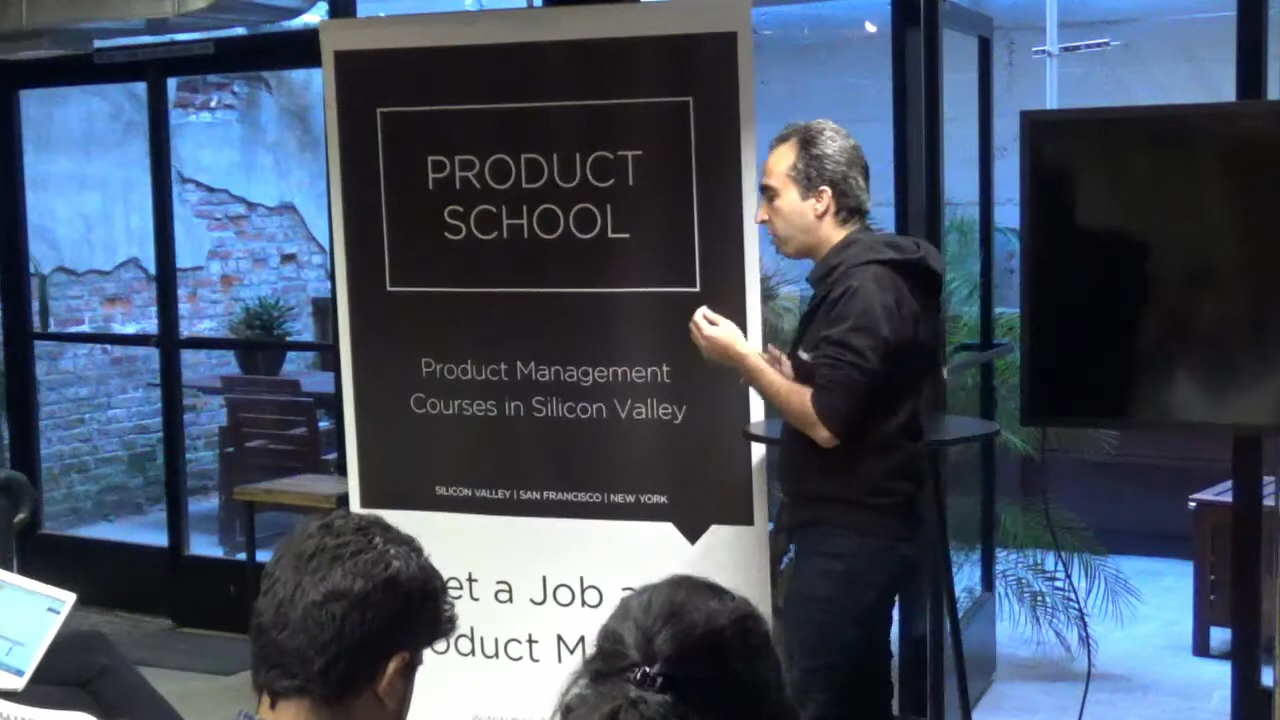 PRODUCT
SCHOOL
Product Management
Courses in Silicon Valley
SILICON VALLEY | SAN FRANCISCO | NEW YORK
et a Job a
oduct M